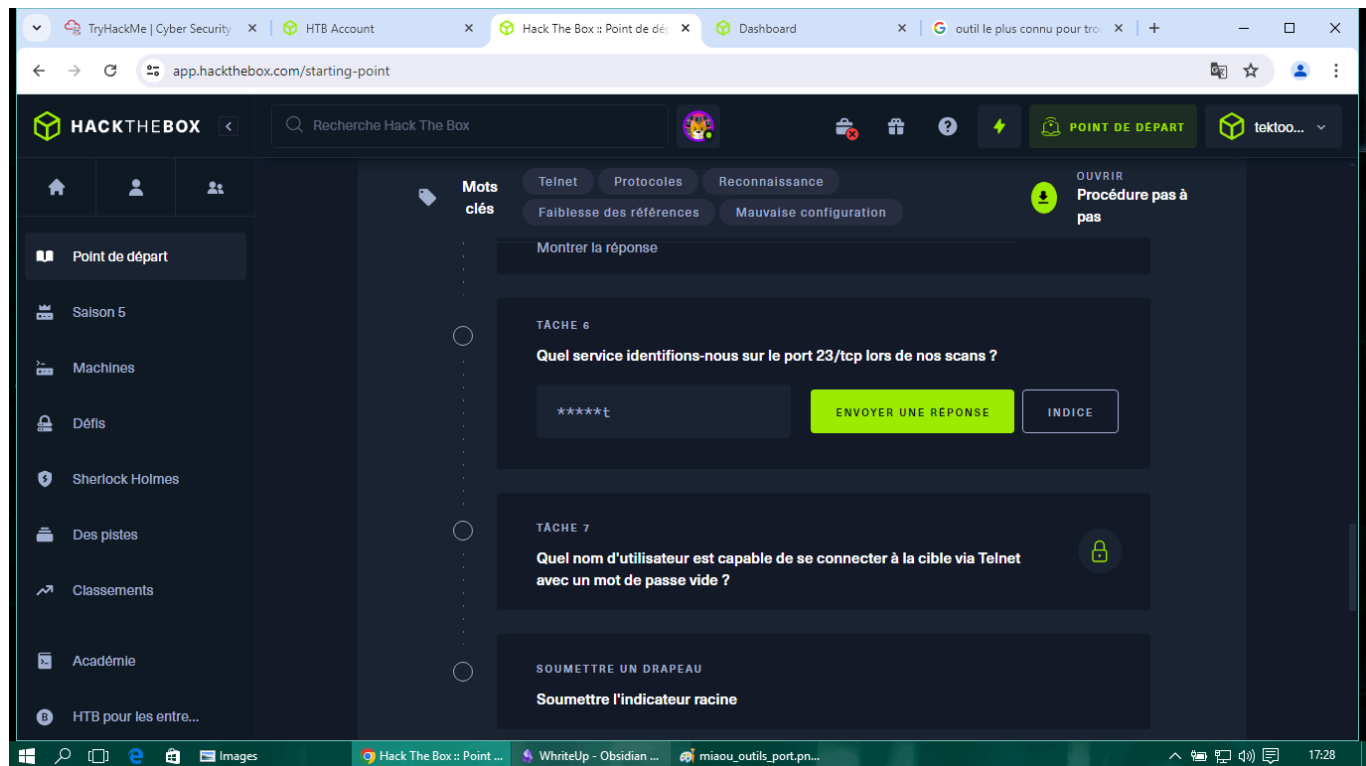 TryHackMe | Cyber Security
HTB Account
Hack The Box :: Point de dé
Dashboard
outil le plus connu pour tro
app.hackthebox.com/starting-point
HACKTHEBOX
Recherche Hack The Box
POINT DE DÉPART
tektoo...
Point de départ
Saison 5
Machines
Défis
Sherlock Holmes
Des pistes
Classements
Académie
HTB pour les entre...
Mots
clés
Telnet Protocoles Reconnaissance
Faiblesse des références Mauvaise configuration
OUVRIR
Procédure pas à
pas
Montrer la réponse
TÂCHE 6
Quel service identifions-nous sur le port 23/tcp lors de nos scans ?
*****t
ENVOYER UNE RÉPONSE
INDICE
TÂCHE 7
Quel nom d'utilisateur est capable de se connecter à la cible via Telnet
avec un mot de passe vide ?
SOUMETTRE UN DRAPEAU
Soumettre l'indicateur racine
Images
Hack The Box :: Point ...
WhriteUp - Obsidian ...
miaou_outils_port.pn...
17:28